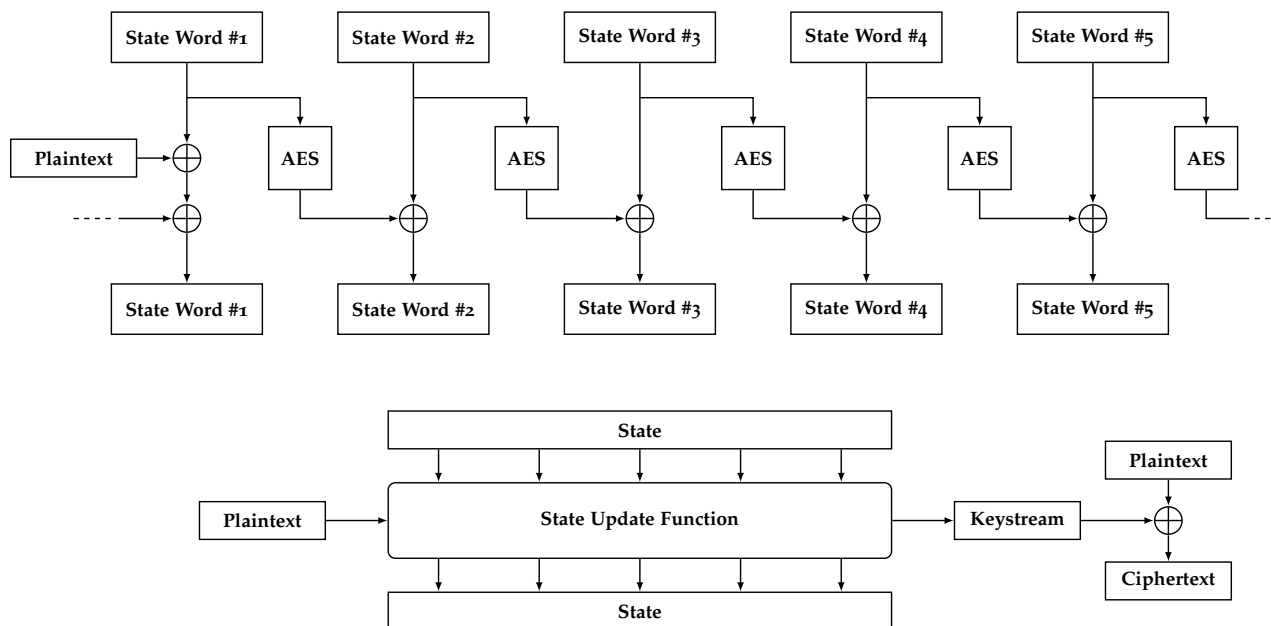 State Word #1 State Word #2 State Word #3 State Word #4 State Word #5
Plaintext AES AES AES AES AES
State Word #1 State Word #2 State Word #3 State Word #4 State Word #5
State
Plaintext
Plaintext State Update Function Keystream
Ciphertext
State